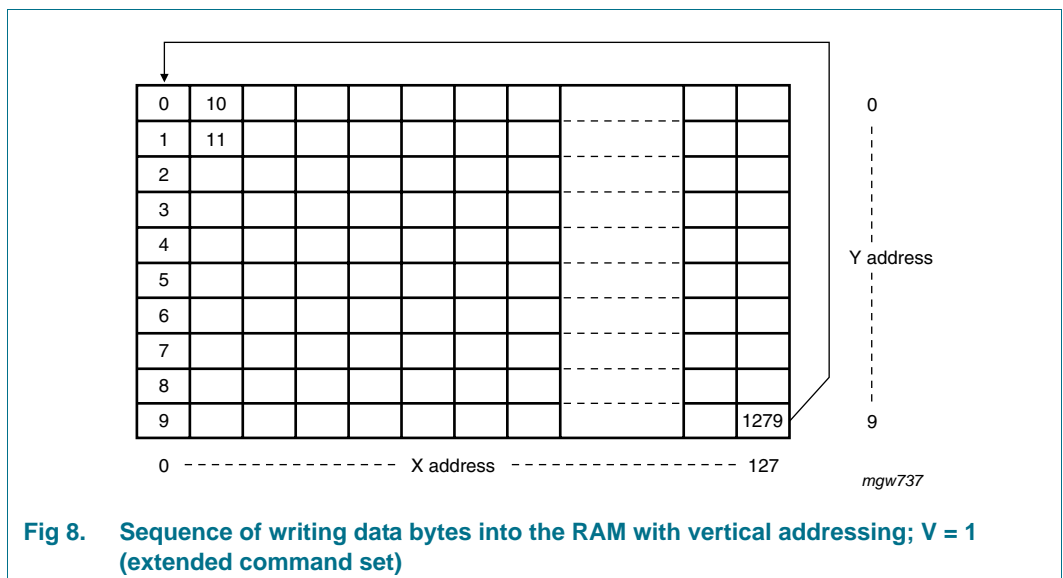 0 10 0
1 11
2
3
4
5 Y address
6
7
8
9 1279 9
0 X address 127
mgw737
Fig 8. Sequence of writing data bytes into the RAM with vertical addressing; V = 1
(extended command set)